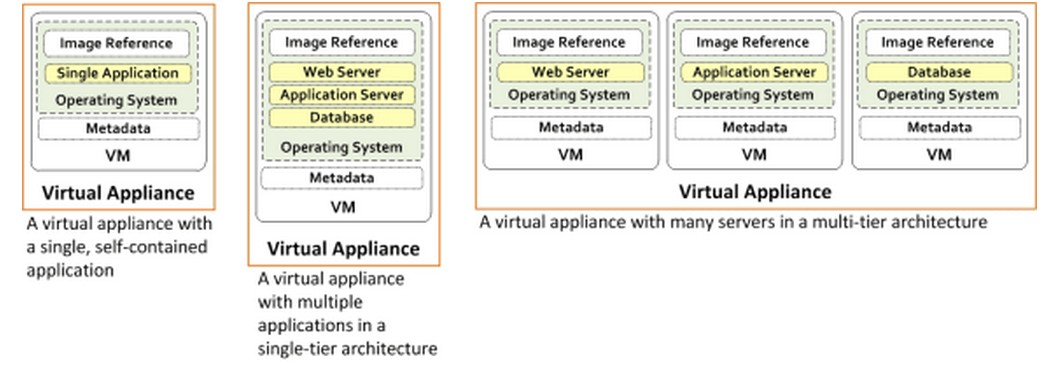 Image Reference
Single Application
Operating System
Metadata
VM
Virtual Appliance
A virtual appliance with
a single, self-contained
application
Image Reference
Web Server
Application Server
Database
Operating System
Metadata
VM
Virtual Appliance
A virtual appliance
with multiple
applications in a
single-tier architecture
Image Reference
Web Server
Operating System
Metadata
VM
Image Reference
Application Server
Operating System
Metadata
VM
Image Reference
Database
Operating System
Metadata
VM
Virtual Appliance
A virtual appliance with many servers in a multi-tier architecture